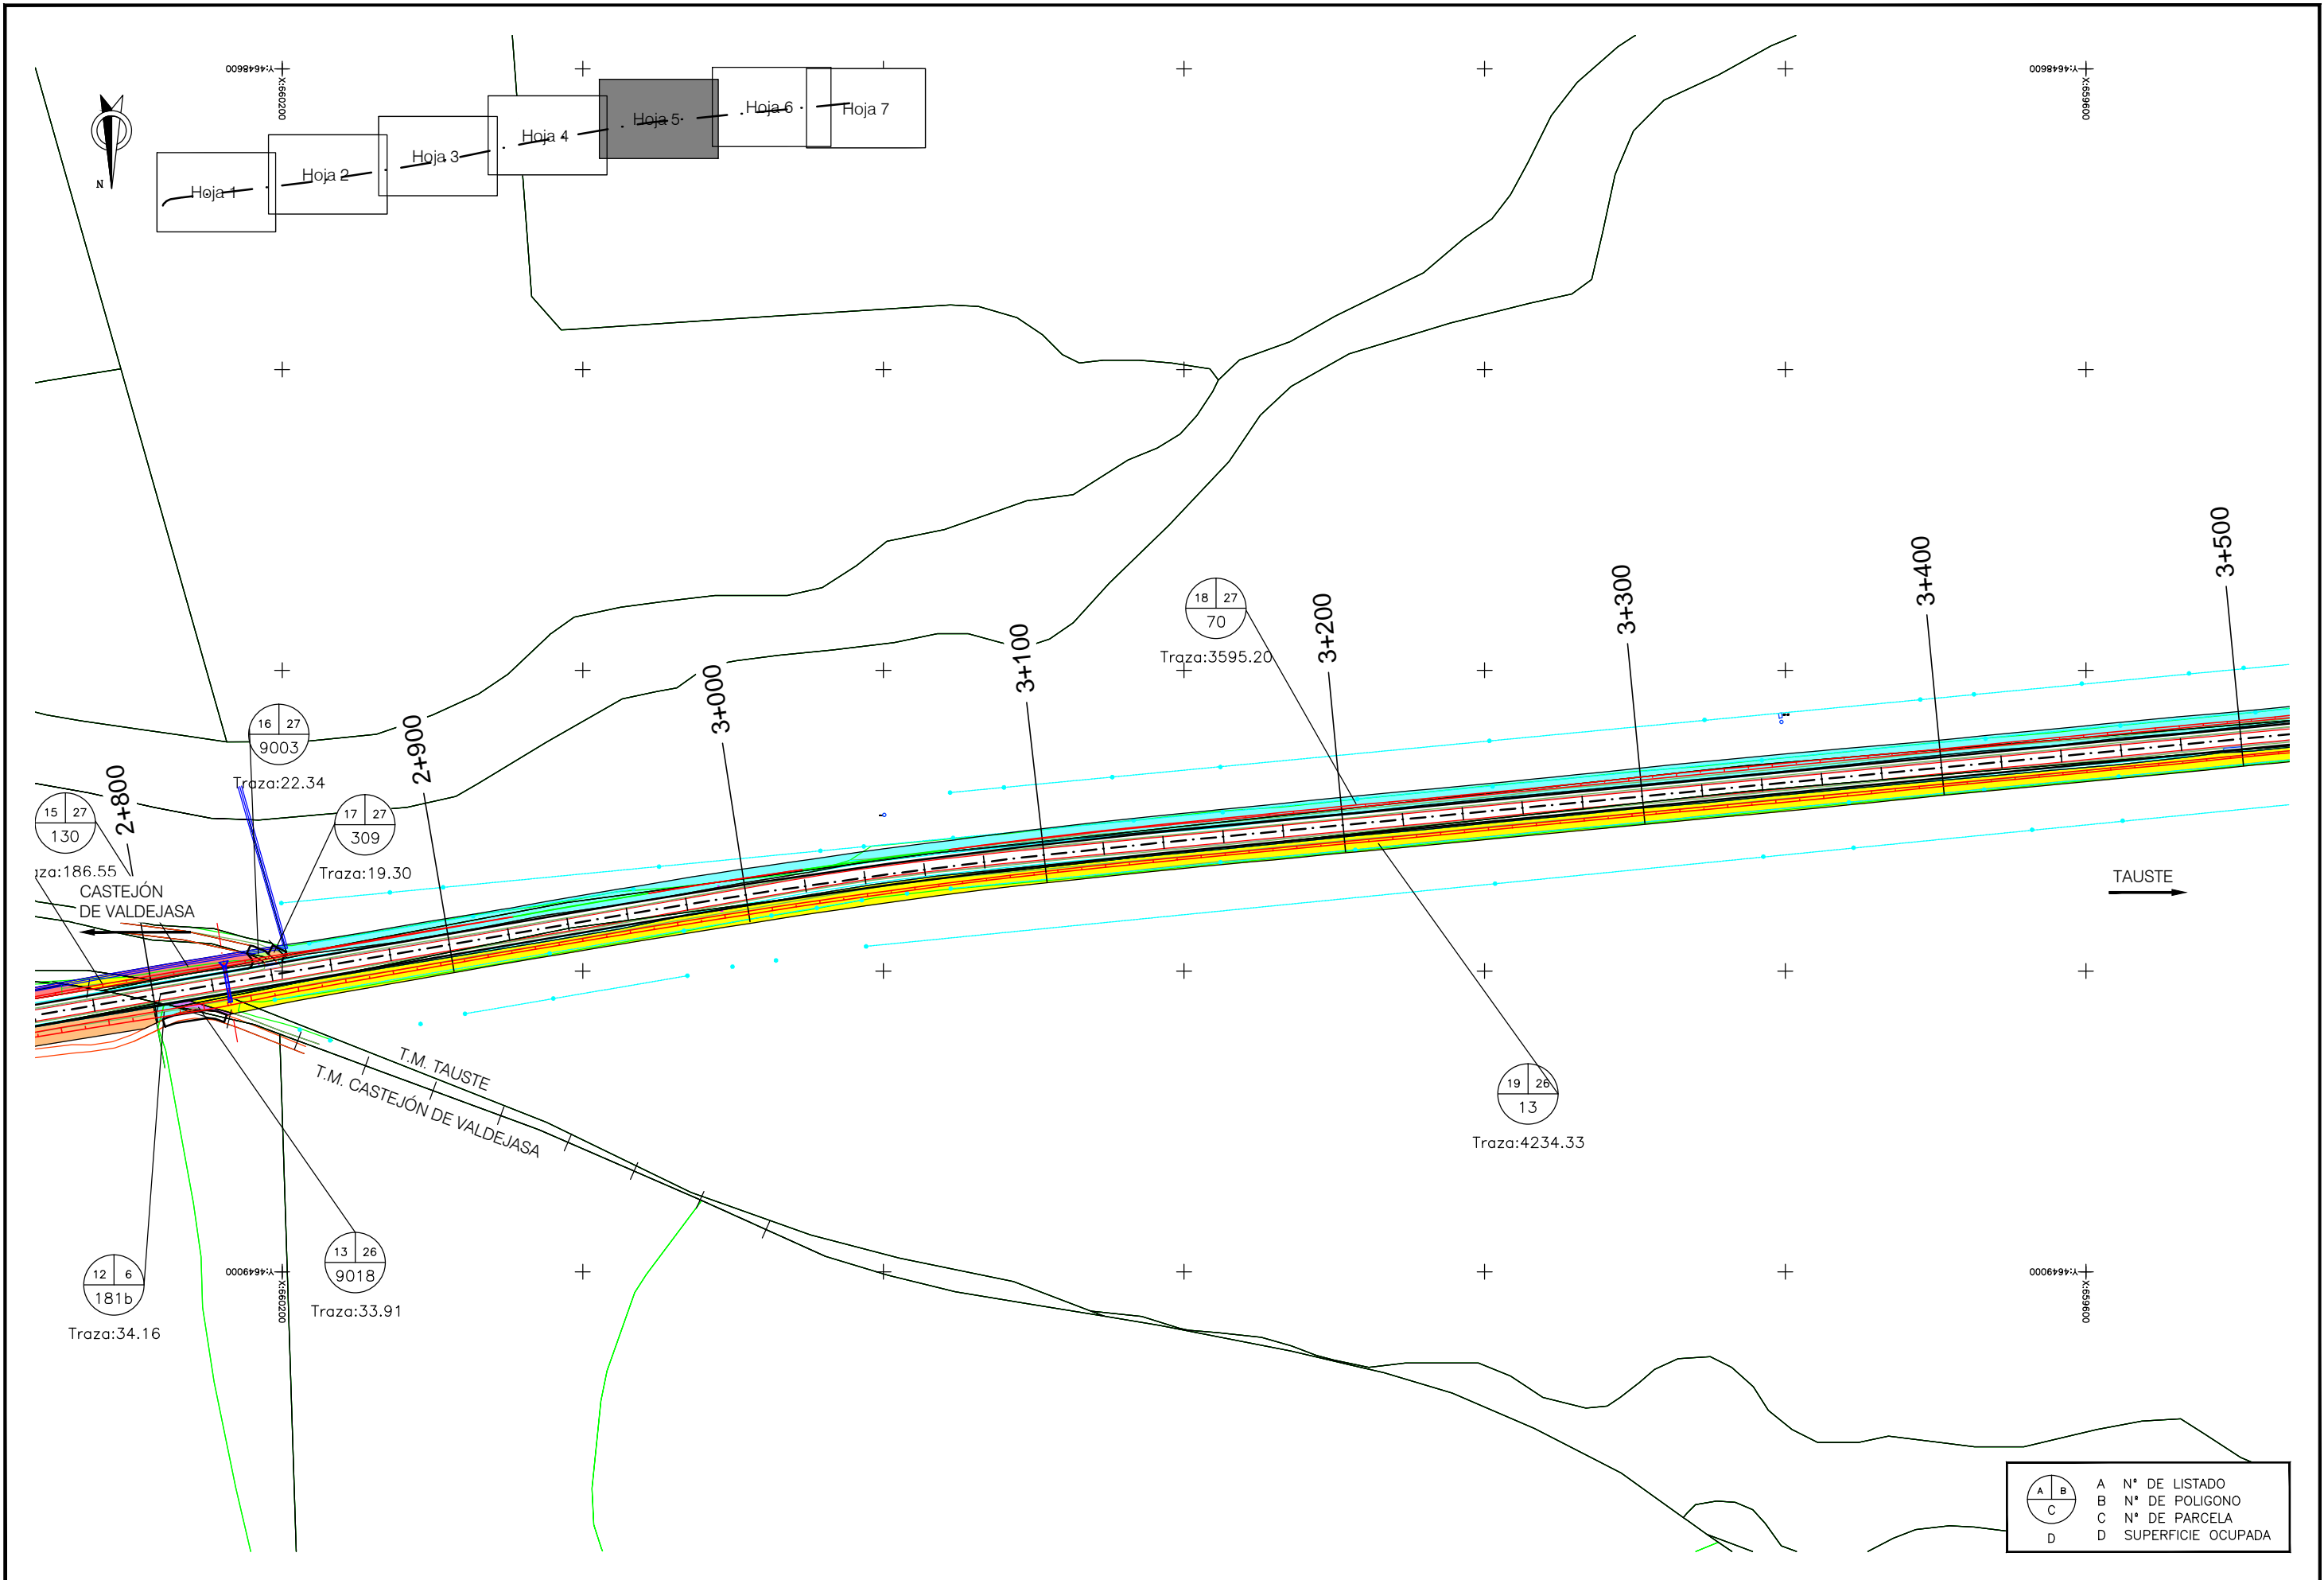 Y:4648600
X:660200
Y:4648600
X:659600
N
Hoja 1
Hoja 2
Hoja 3
Hoja 4
Hoja 5
Hoja 6
Hoja 7
3+500
3+400
3+300
3+200
3+100
3+000
2+900
2+800
18 27
70
Traza:3595.20
16 27
9003
Traza:22.34
15 27
130
aza:186.55
17 27
309
Traza:19.30
CASTEJÓN
DE VALDEJASA
TAUSTE
T.M. TAUSTE
T.M. CASTEJÓN DE VALDEJASA
19 26
13
Traza:4234.33
12 6
181b
Traza:34.16
13 26
9018
Traza:33.91
Y:4649000
X:660200
Y:4649000
X:659600
A B
C
D
A Nº DE LISTADO
B Nº DE POLIGONO
C Nº DE PARCELA
D SUPERFICIE OCUPADA